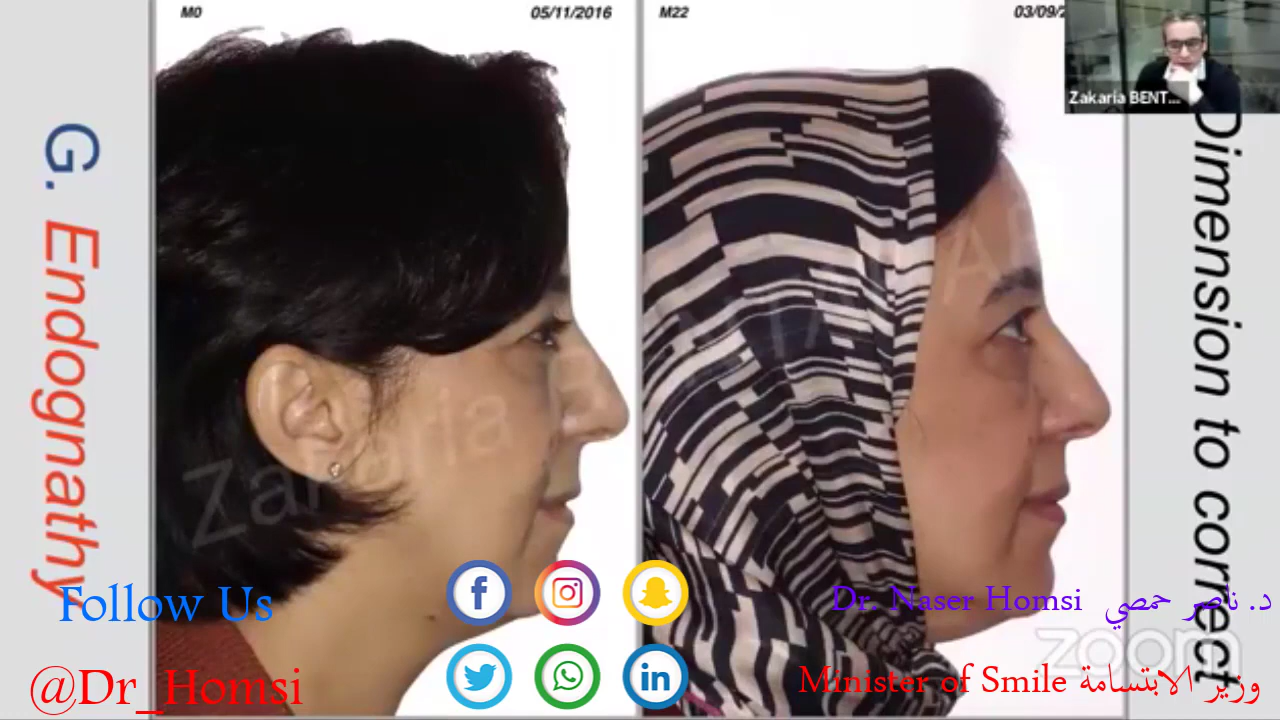 M0
05/11/2016
M22
03/09/2
Zakaria BENT...
G. Endognathy
Dimension to correct
Zakaria
Follow Us
@Dr_Homsi
Dr. Naser Homsi د. ناصر حمصي
zoom
Minister of Smile وزير الابتسامة